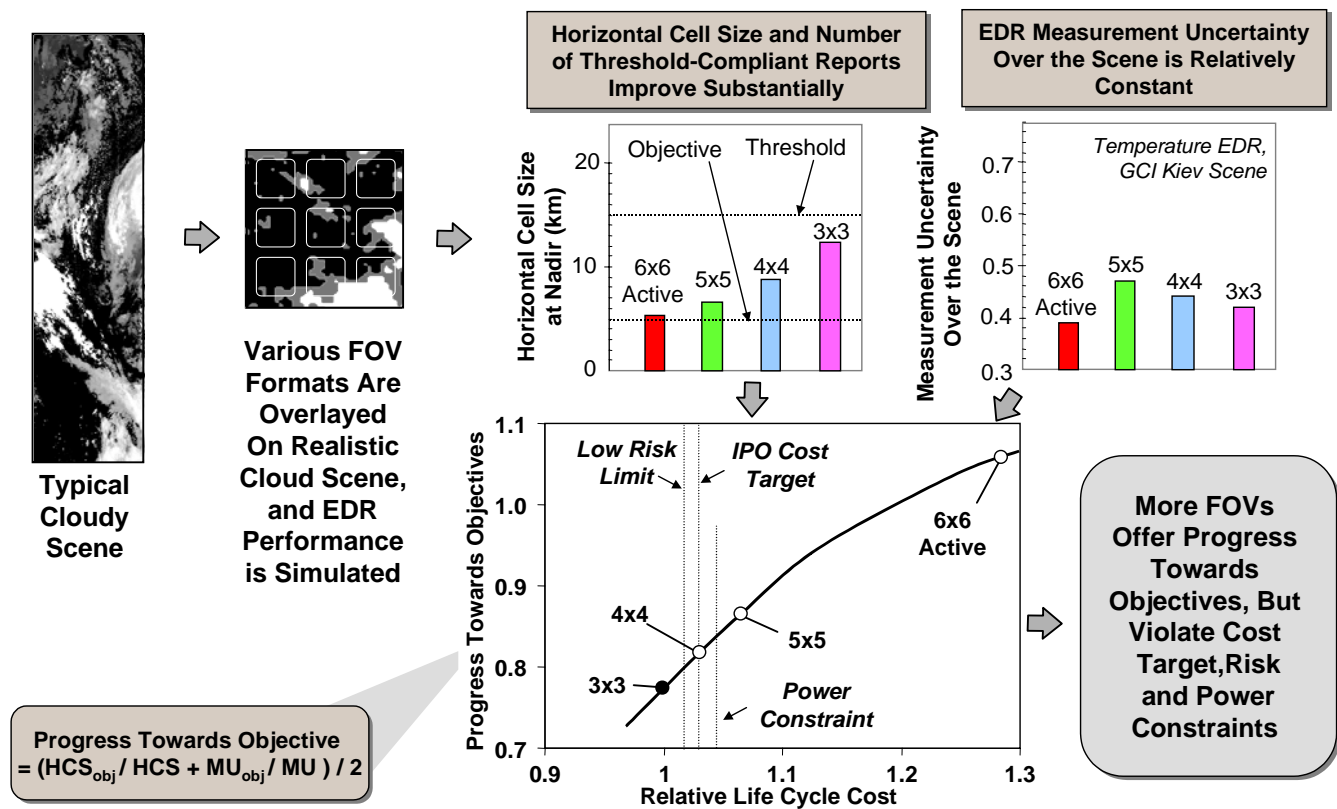 Horizontal Cell Size and Number
of Threshold-Compliant Reports
Improve Substantially
EDR Measurement Uncertainty
Over the Scene is Relatively
Constant
Typical
Cloudy
Scene
Various FOV
Formats Are
Overlayed
On Realistic
Cloud Scene,
and EDR
Performance
is Simulated
Horizontal Cell Size
at Nadir (km)
20
10
0
Objective
Threshold
6x6
Active
5x5
4x4
3x3
Measurement Uncertainty
Over the Scene
0.7
0.6
0.5
0.4
0.3
Temperature EDR,
GCI Kiev Scene
6x6
Active
5x5
4x4
3x3
Progress Towards Objectives
1.1
1.0
0.9
0.8
0.7
Low Risk
Limit
IPO Cost
Target
6x6
Active
4x4
5x5
3x3
Power
Constraint
0.9
1
1.1
1.2
1.3
Relative Life Cycle Cost
Progress Towards Objective
= (HCSobj / HCS + MUobj / MU ) / 2
More FOVs
Offer Progress
Towards
Objectives, But
Violate Cost
Target,Risk
and Power
Constraints